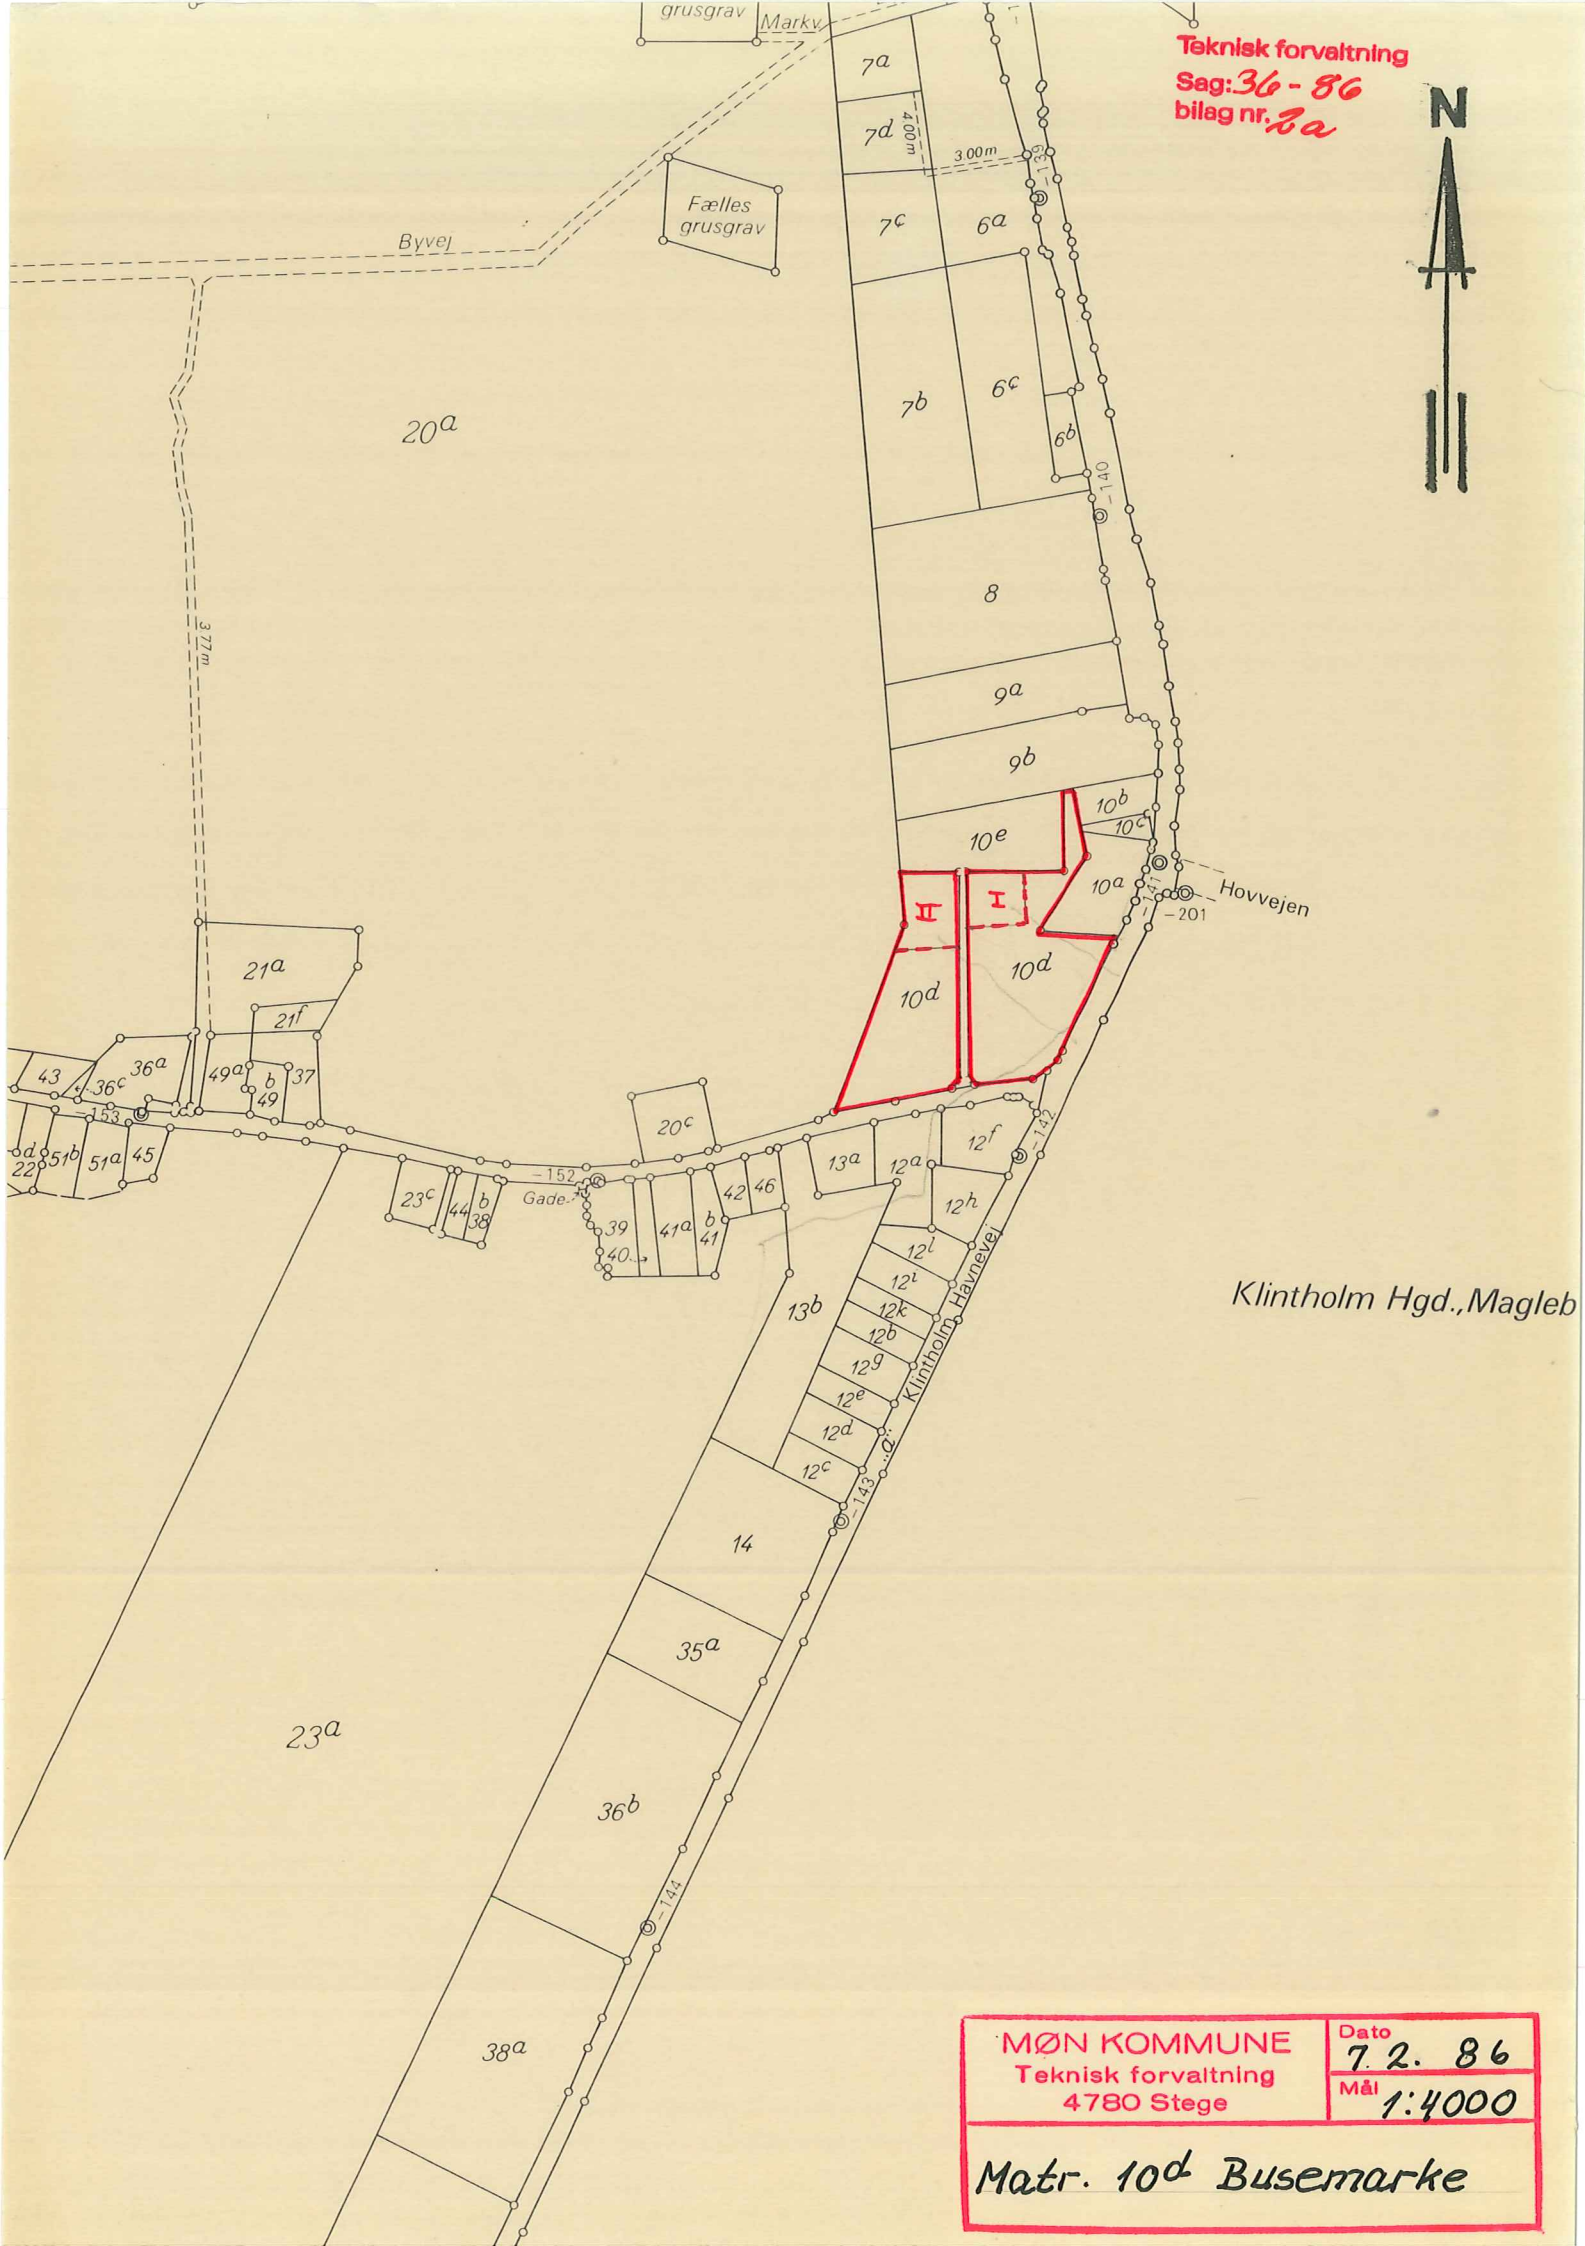 grusgrav
Markv.
Teknisk forvaltning
Sag: 36-86
bilag nr. 2a
N
7a
7d
4.00m
3.00m
-139
Fælles
grusgrav
7c
6a
Byvej
20a
7b
6c
6b
-140
8
3.77m
9a
9b
10b
10c
10e
10a
-141
Hovvejen
-201
II
I
10d
10d
21a
21f
43
36c
36a
49a
b
49
37
-153
d
22
51b
51a
45
20c
-142
12f
13a
12a
-152
Gade
23c
44
b
38
39
40
41a
b
41
42
46
12h
12l
12i
12k
12b
12g
12e
12d
12c
Klintholm Havnevej
"a"
13b
Klintholm Hgd., Magleb
-143
14
35a
23a
36b
-144
38a
MØN KOMMUNE
Teknisk forvaltning
4780 Stege
Dato
7. 2. 86
Mål
1:4000
Matr. 10d Busemarke